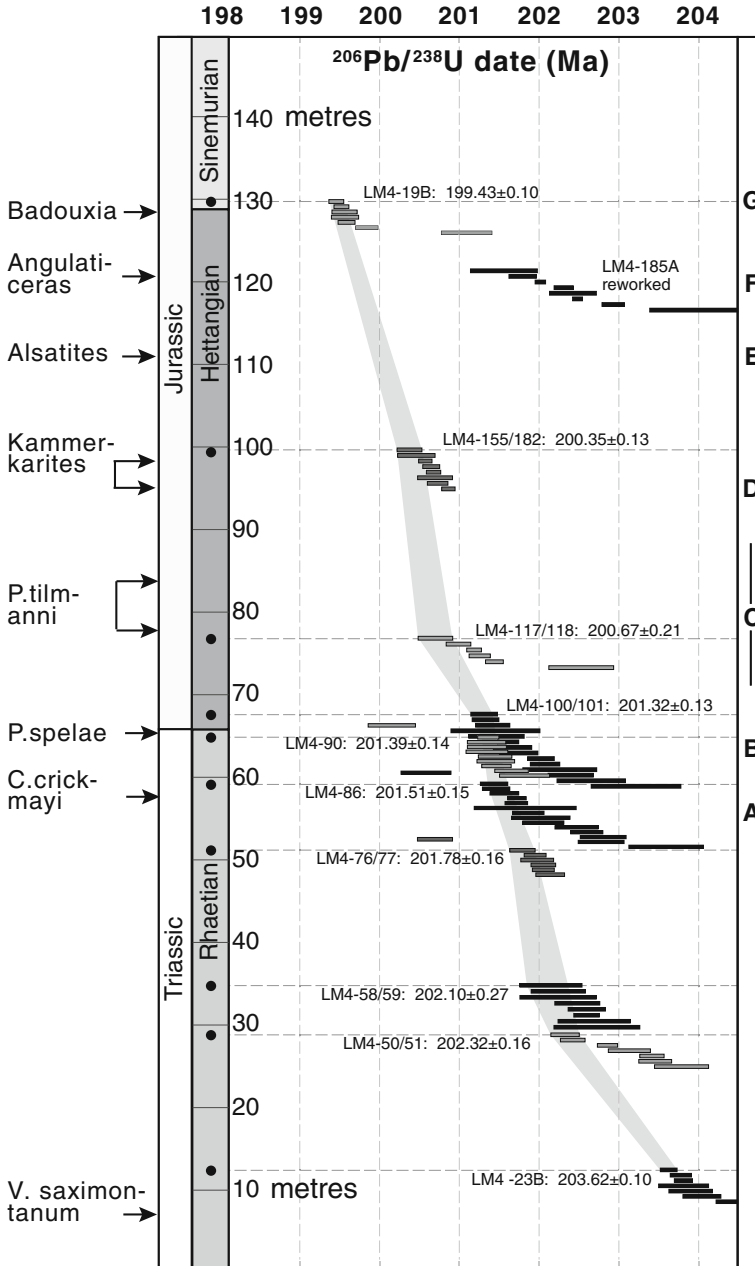 198 199 200 201 202 203 204
206Pb/238U date (Ma)
Sinemurian
140 metres
LM4-19B: 199.43±0.10
130
G
Badouxia
Angulati-
ceras
LM4-185A
reworked
120
F
Jurassic
Hettangian
Alsatites
110
Kammer-
karites
100
LM4-155/182: 200.35±0.13
D
90
P.tilm-
anni
80
LM4-117/118: 200.67±0.21
C
70
LM4-100/101: 201.32±0.13
P.spelae
LM4-90: 201.39±0.14
B
C.crick-
mayi
60
LM4-86: 201.51±0.15
A
50
LM4-76/77: 201.78±0.16
Triassic
Rhaetian
40
LM4-58/59: 202.10±0.27
30
LM4-50/51: 202.32±0.16
20
LM4 -23B: 203.62±0.10
10 metres
V. saximon-
tanum